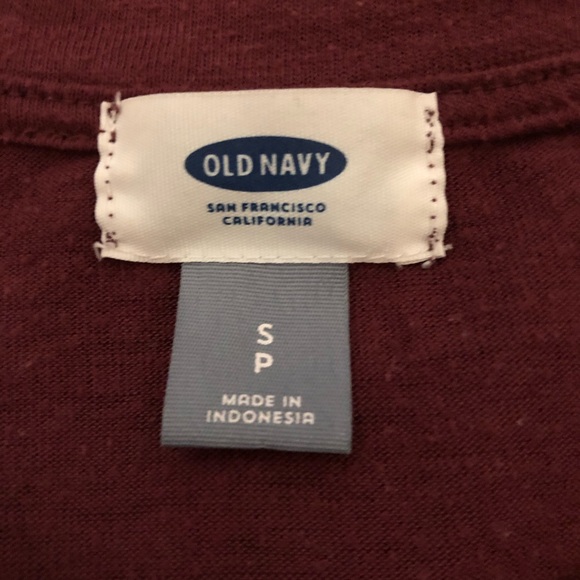 OLD NAVY
SAN FRANCISCO
CALIFORNIA
S
P
MADE IN
INDONESIA